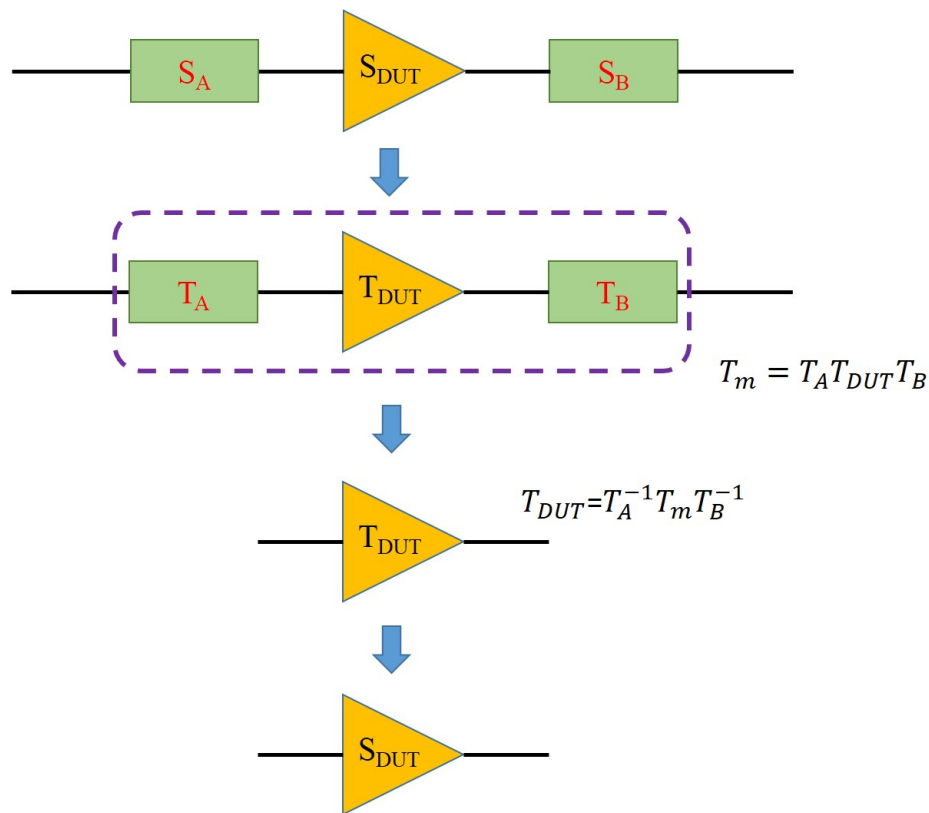 S_A S_DUT S_B
T_A T_DUT T_B
T_m = T_A T_DUT T_B
T_DUT=T_A^-1 T_m T_B^-1
T_DUT
S_DUT